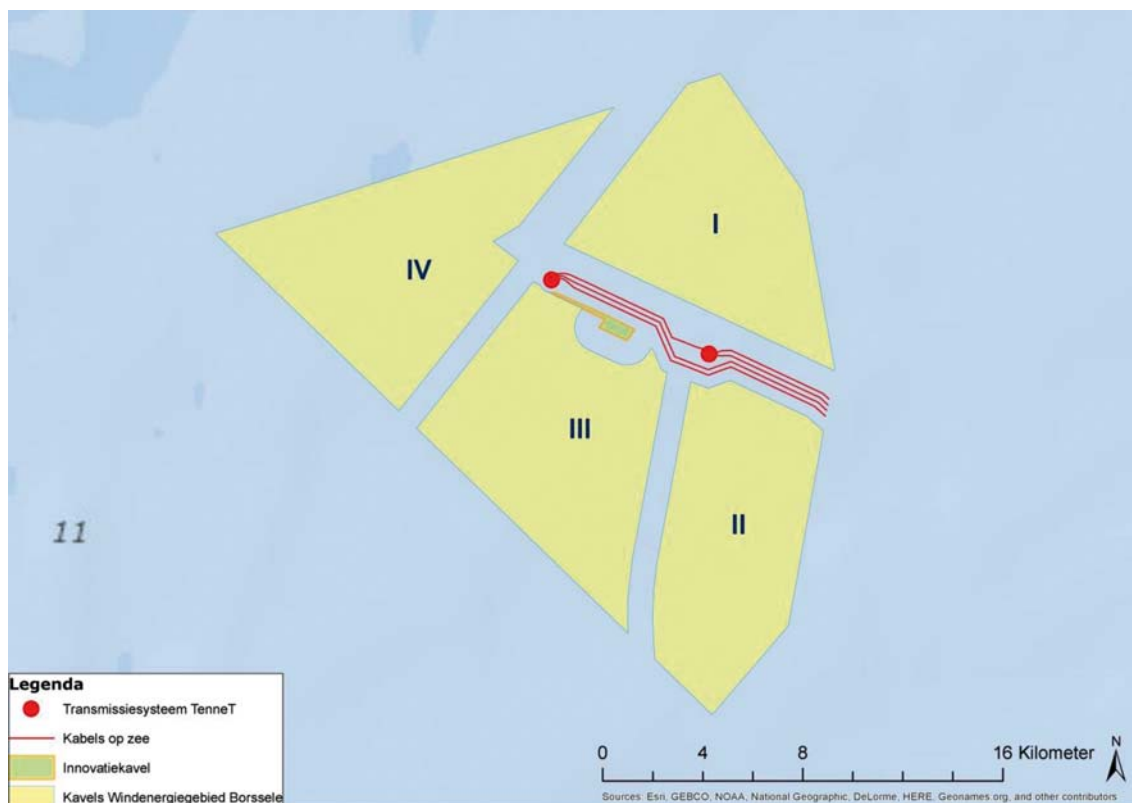 I
IV
III
II
11
Legenda
Transmissiesysteem TenneT
Kabels op zee
Innovatiekavel
Kavels Windenergiegebied Borssele
0 4 8 16 Kilometer
N
Sources: Esri, GEBCO, NOAA, National Geographic, DeLorme, HERE, Geonames.org, and other contributors